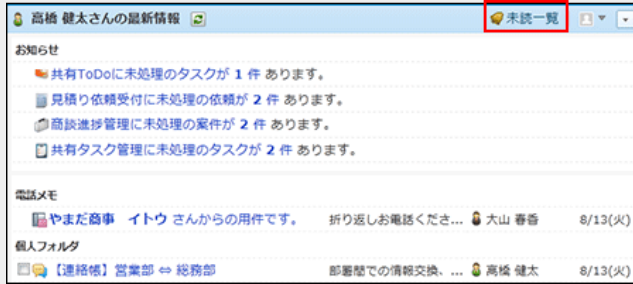 高橋 健太さんの最新情報 未読一覧
お知らせ
共有ToDoに未処理のタスクが 1 件 あります。
見積り依頼受付に未処理の依頼が 2 件 あります。
商談進捗管理に未処理の案件が 2 件 あります。
共有タスク管理に未処理のタスクが 2 件 あります。
電話メモ
やまだ商事 イトウ さんからの用件です。 折り返しお電話くださ... 大山 春香 8/13(火)
個人フォルダ
【連絡帳】営業部 ⇔ 総務部 部署間での情報交換、... 高橋 健太 8/13(火)